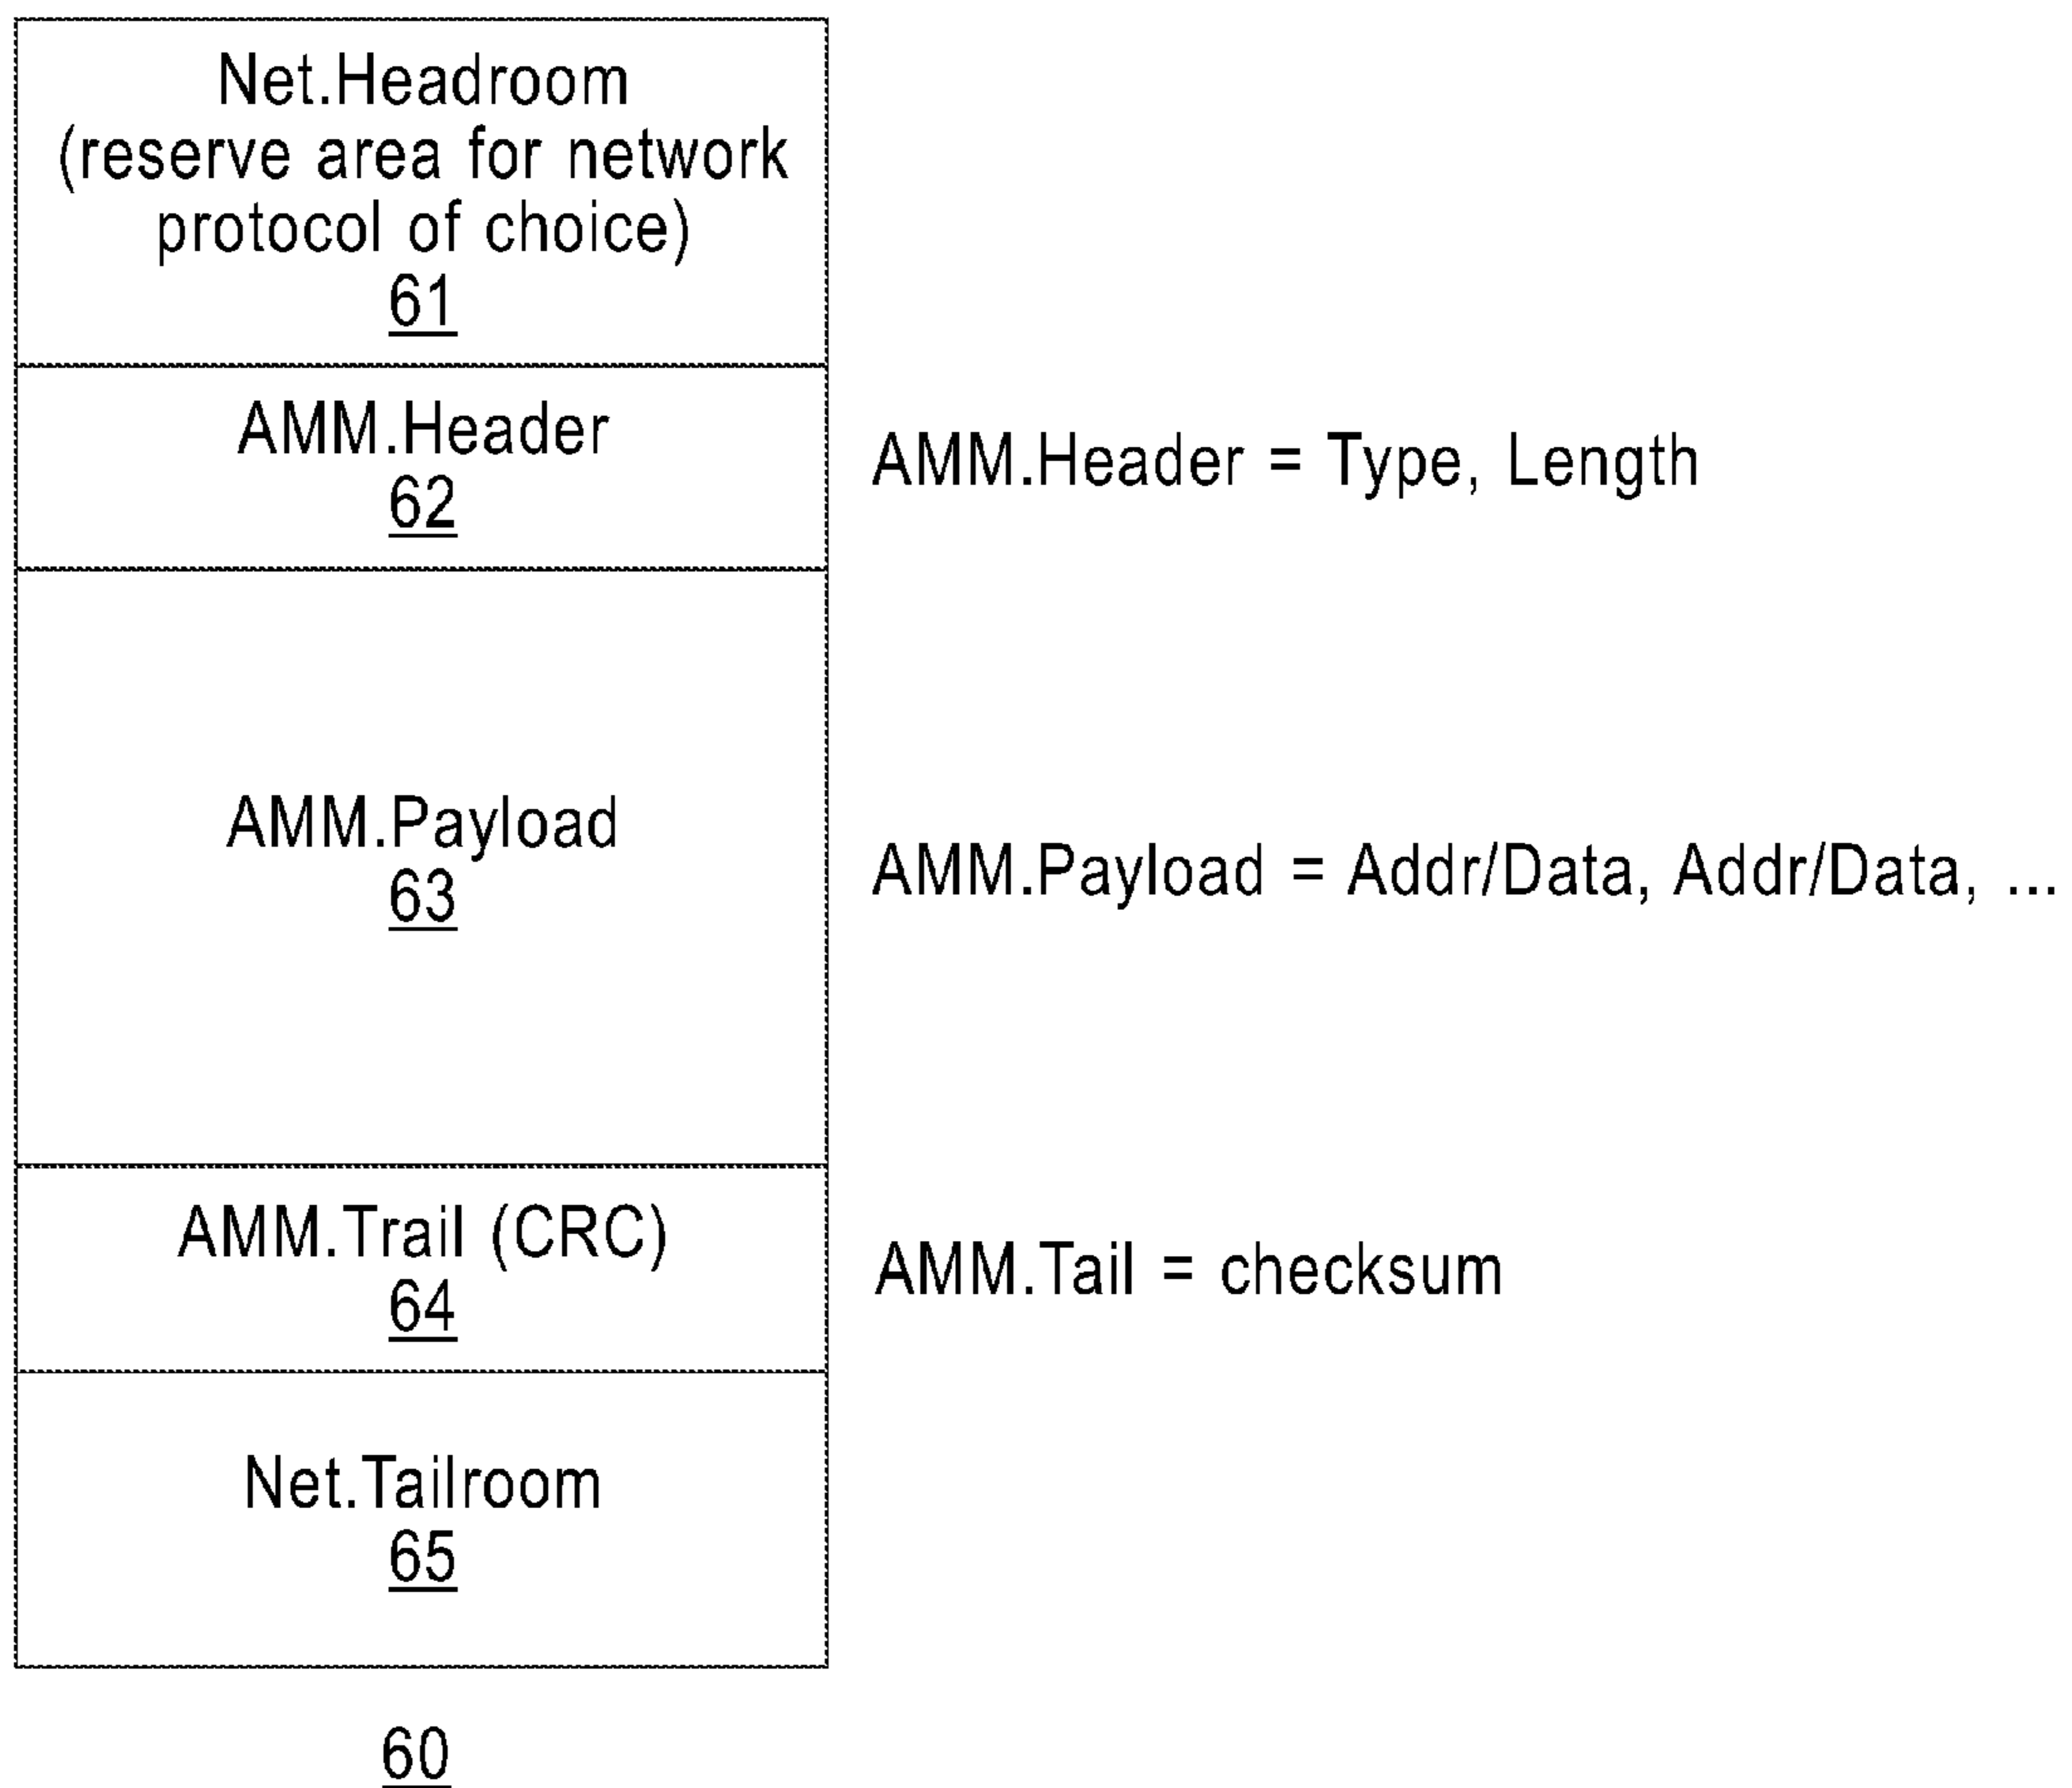 Net.Headroom
(reserve area for network
protocol of choice)
61
AMM.Header
62
AMM.Header = Type, Length
AMM.Payload
63
AMM.Payload = Addr/Data, Addr/Data, ...
AMM.Trail (CRC)
64
AMM.Tail = checksum
Net.Tailroom
65
60